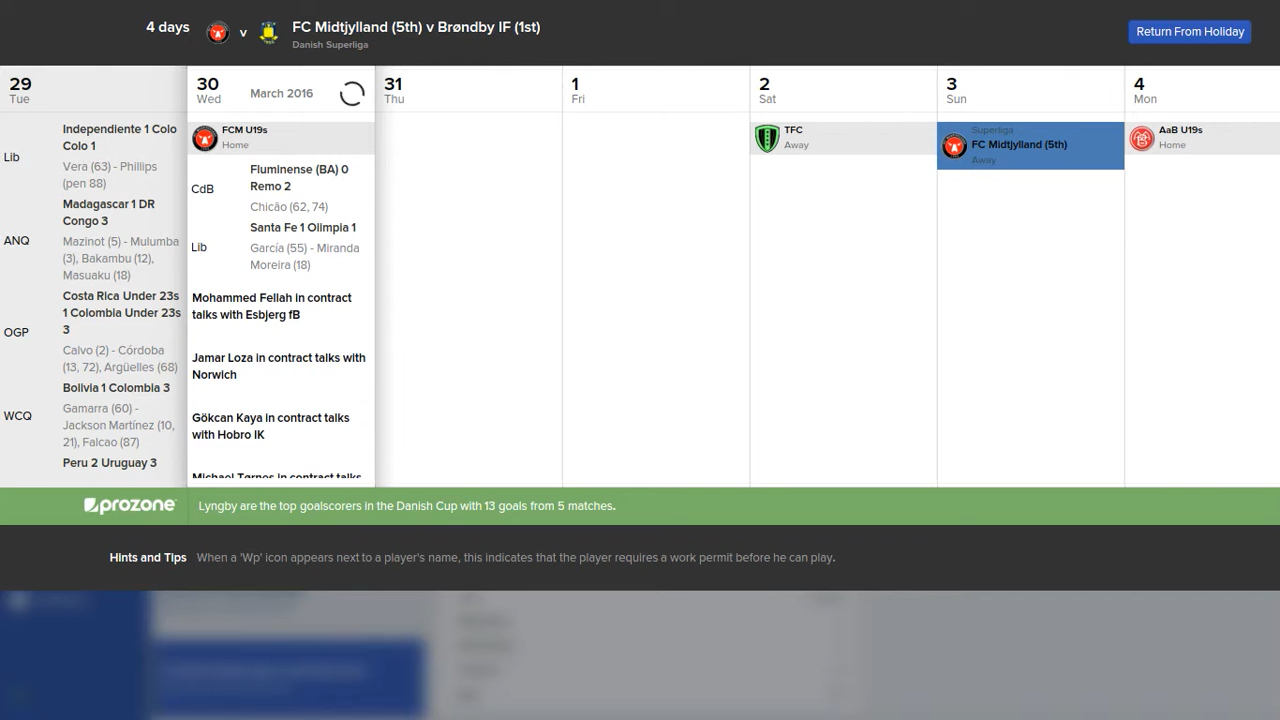 4 days
v
FC Midtjylland (5th) v Brøndby IF (1st)
Danish Superliga
Return From Holiday
29
Tue
30
Wed
March 2016
31
Thu
1
Fri
2
Sat
3
Sun
4
Mon
Lib
Independiente 1 Colo
Colo 1
Vera (63) - Phillips
(pen 88)
ANQ
Madagascar 1 DR
Congo 3
Mazinot (5) - Mulumba
(3), Bakambu (12),
Masuaku (18)
OGP
Costa Rica Under 23s
1 Colombia Under 23s
3
Calvo (2) - Córdoba
(13, 72), Argüelles (68)
WCQ
Bolivia 1 Colombia 3
Gamarra (60) -
Jackson Martínez (10,
21), Falcao (87)
Peru 2 Uruguay 3
FCM U19s
Home
CdB
Fluminense (BA) 0
Remo 2
Chicão (62, 74)
Lib
Santa Fe 1 Olimpia 1
García (55) - Miranda
Moreira (18)
Mohammed Fellah in contract
talks with Esbjerg fB
Jamar Loza in contract talks with
Norwich
Gökcan Kaya in contract talks
with Hobro IK
Michael Tørnes in contract talks
TFC
Away
Superliga
FC Midtjylland (5th)
Away
AaB U19s
Home
prozone
Lyngby are the top goalscorers in the Danish Cup with 13 goals from 5 matches.
Hints and Tips
When a 'Wp' icon appears next to a player's name, this indicates that the player requires a work permit before he can play.